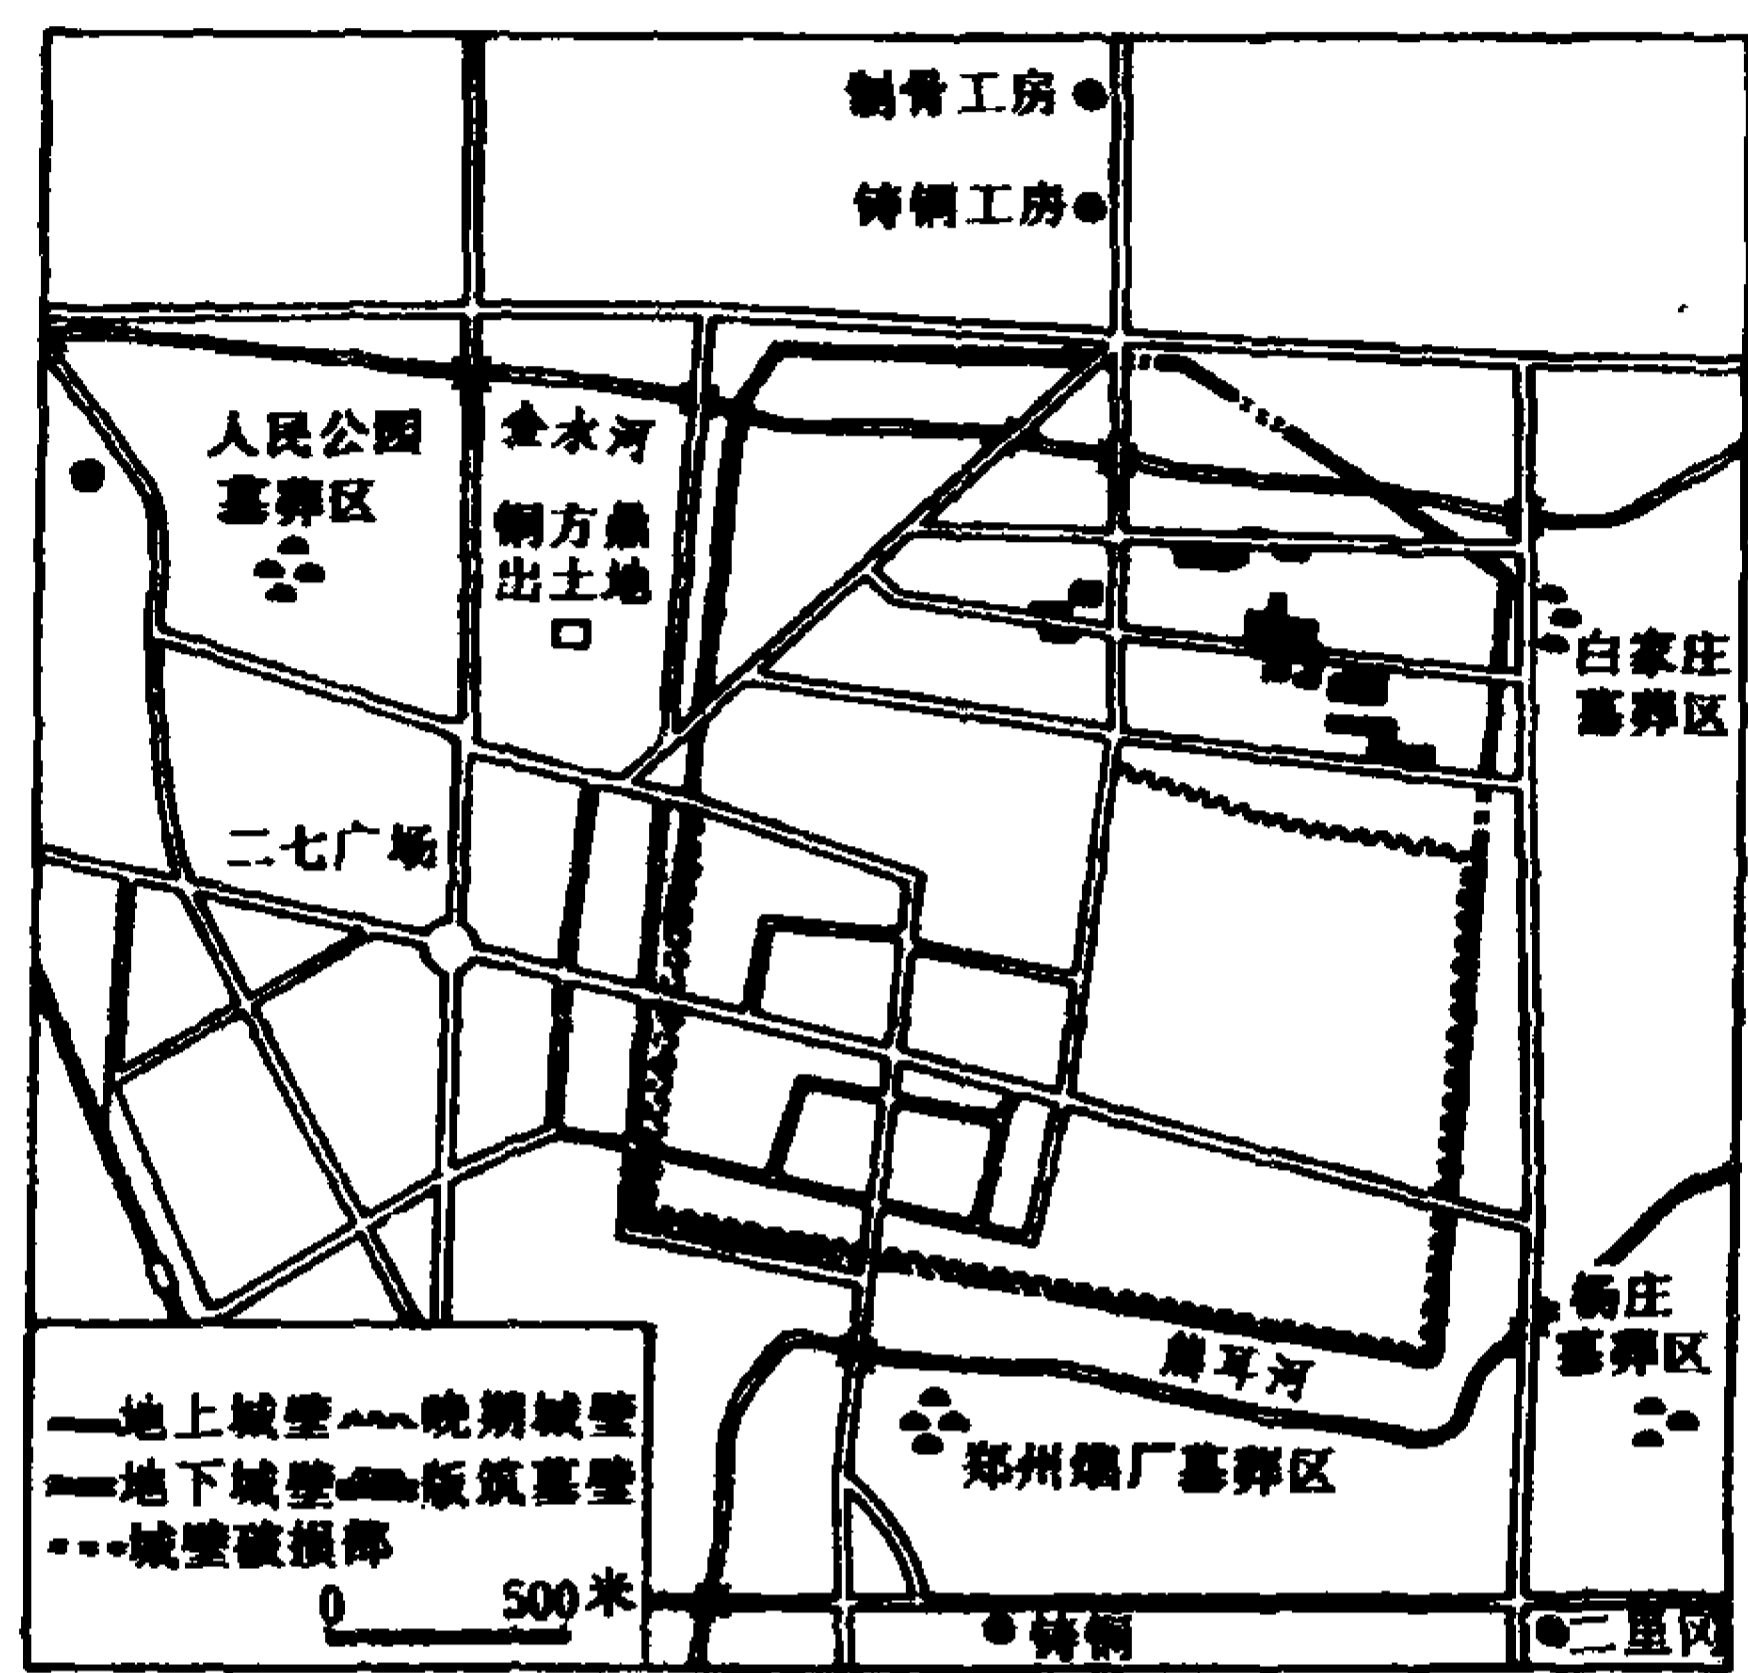 制骨工房
铸铜工房
人民公园
墓葬区
金水河
铜方鼎
出土地
白家庄
墓葬区
二七广场
杨庄
墓葬区
熊耳河
郑州烟厂墓葬区
地上城壁 晚期城壁
地下城壁 版筑墓壁
城壁破损部
0 500米
铸铜
二里冈